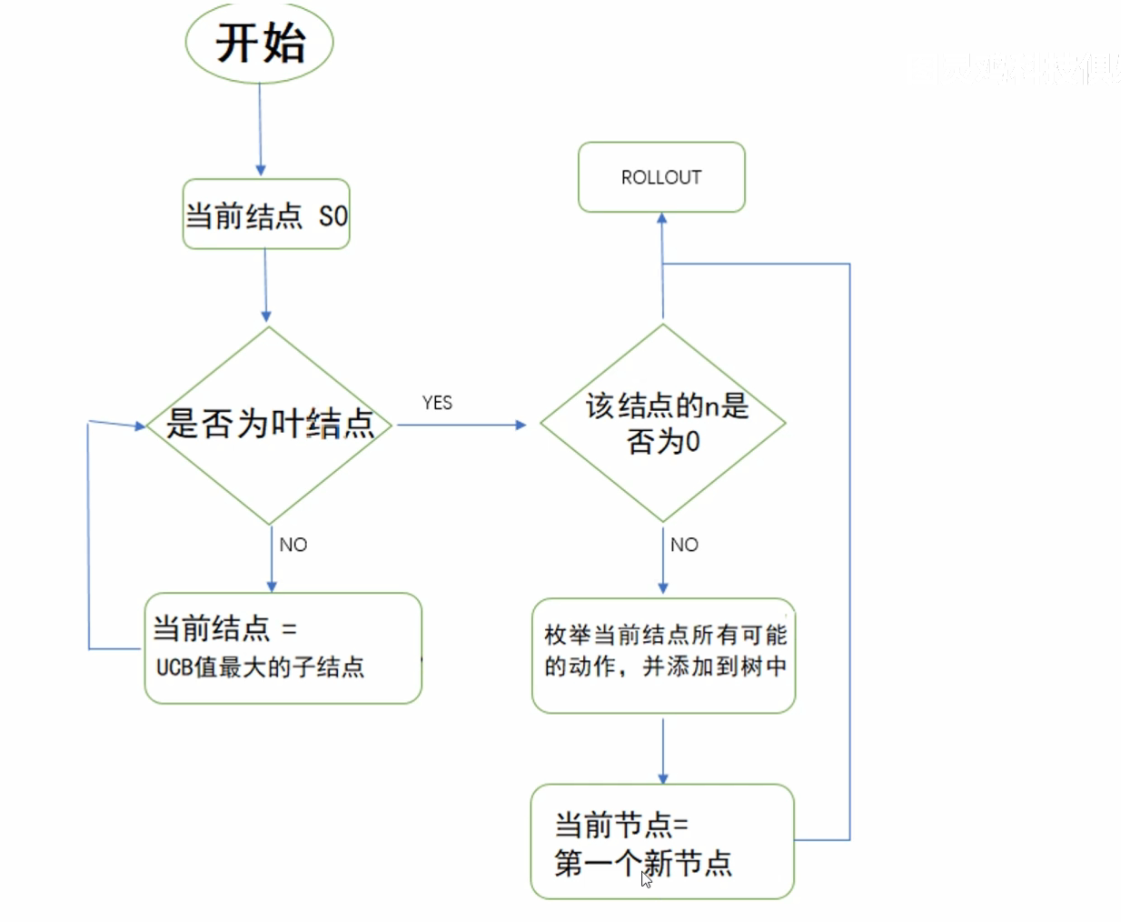 开始
当前结点 S0
ROLLOUT
是否为叶结点
YES
该结点的n是
否为0
NO
NO
当前结点 =
UCB值最大的子结点
枚举当前结点所有可能
的动作，并添加到树中
当前节点=
第一个新节点